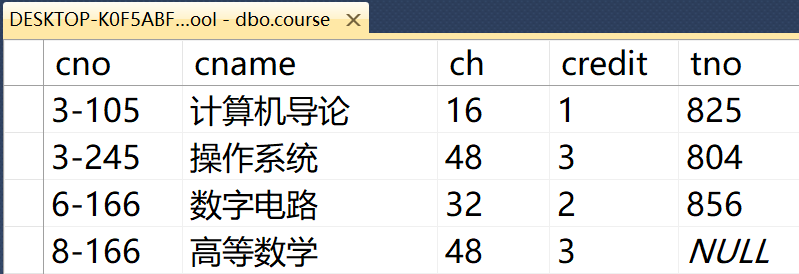 DESKTOP-K0F5ABF...ool - dbo.course
cno cname ch credit tno
3-105 计算机导论 16 1 825
3-245 操作系统 48 3 804
6-166 数字电路 32 2 856
8-166 高等数学 48 3 NULL